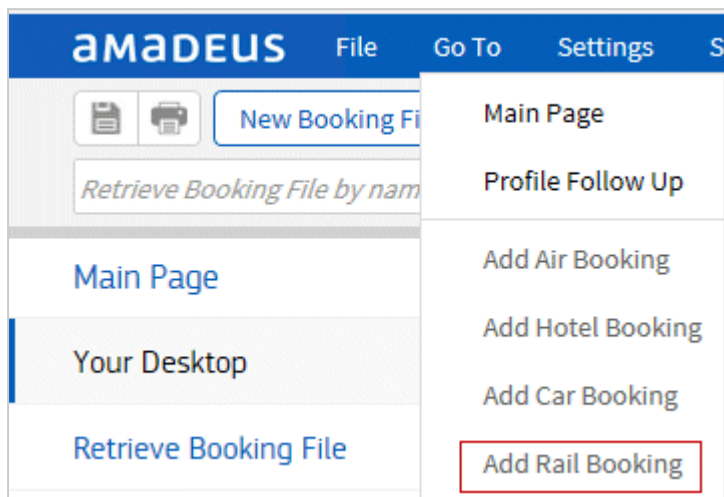 amadeus File Go To Settings S
New Booking Fi
Retrieve Booking File by nam
Main Page
Your Desktop
Retrieve Booking File
Main Page
Profile Follow Up
Add Air Booking
Add Hotel Booking
Add Car Booking
Add Rail Booking